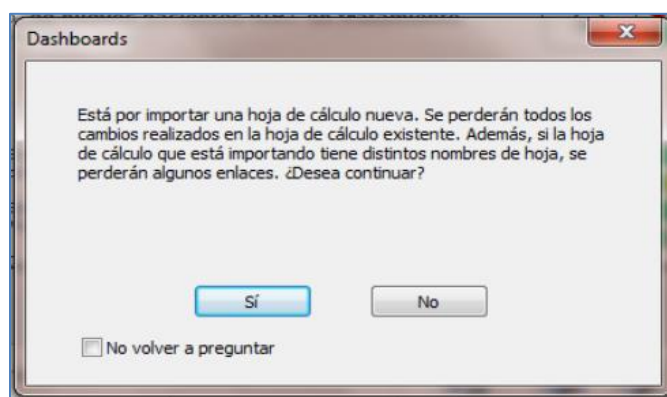 Dashboards
Está por importar una hoja de cálculo nueva. Se perderán todos los
cambios realizados en la hoja de cálculo existente. Además, si la hoja
de cálculo que está importando tiene distintos nombres de hoja, se
perderán algunos enlaces. ¿Desea continuar?
Sí
No
No volver a preguntar